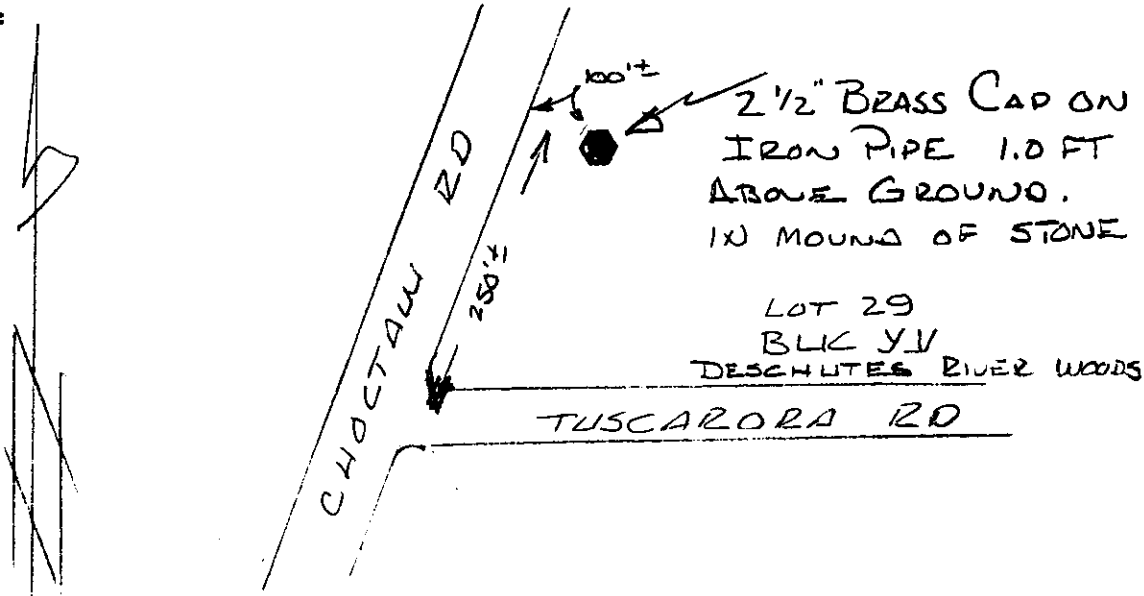 100'±
2 1/2" BRASS CAP ON
IRON PIPE 1.0 FT
ABOVE GROUND.
IN MOUND OF STONE
250'±
CHOCTAW RD
LOT 29
BLK
DESCHUTES RIVER WOODS
TUSCARORA RD
N